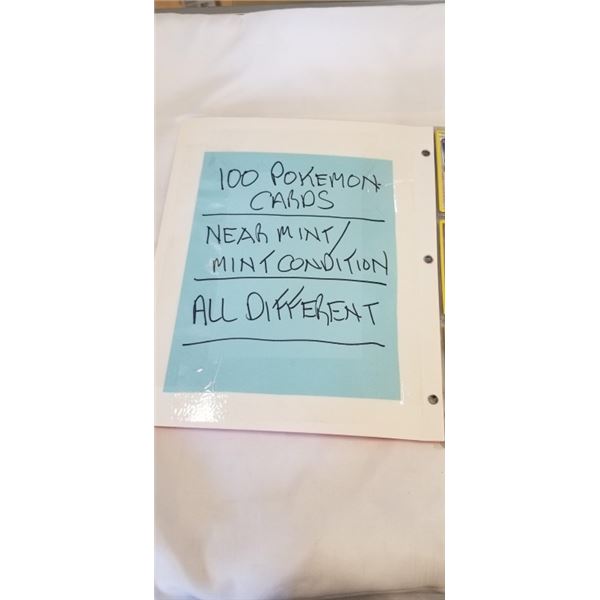 100 POKEMON
CARDS
NEAR MINT/
MINT CONDITION
ALL DIFFERENT